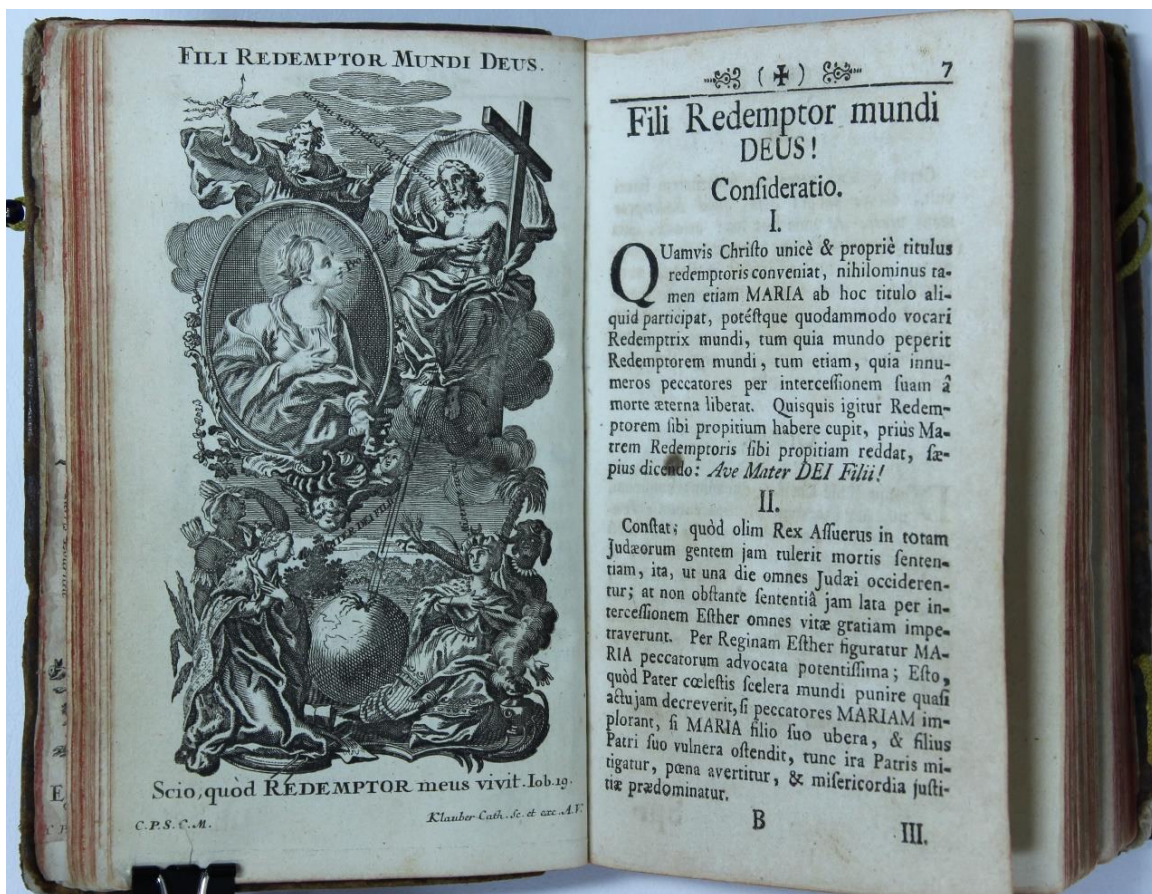 FILI REDEMPTOR MUNDI DEUS.
ECCE MATER DEI FILII
Scio, quòd REDEMPTOR meus vivit. Iob. 19.
C.P.S.C.M.
Klauber Cath. Sc. et exc. A.V.
( ✠ ) 7
Fili Redemptor mundi
DEUS!
Conſideratio.
I.
QUamvis Chriſto unicè & propriè titulus
redemptoris conveniat, nihilominus ta-
men etiam MARIA ab hoc titulo ali-
quid participat, potéſtque quodammodo vocari
Redemptrix mundi, tum quia mundo peperit
Redemptorem mundi, tum etiam, quia innu-
meros peccatores per interceſſionem ſuam â
morte æterna liberat. Quisquis igitur Redem-
ptorem ſibi propitium habere cupit, priùs Ma-
trem Redemptoris ſibi propitiam reddat, ſæ-
pius dicendo: Ave Mater DEI Filii!
II.
Conſtat; quòd olim Rex Aſſuerus in totam
Judæorum gentem jam tulerit mortis ſenten-
tiam, ita, ut una die omnes Judæi occideren-
tur; at non obſtante ſententiâ jam lata per in-
terceſſionem Eſther omnes vitæ gratiam impe-
traverunt. Per Reginam Eſther figuratur MA-
RIA peccatorum advocata potentiſſima; Eſto,
quòd Pater cœleſtis ſcelera mundi punire quaſi
actu jam decreverit, ſi peccatores MARIAM im-
plorant, ſi MARIA filio ſuo ubera, & filius
Patri ſuo vulnera oſtendit, tunc ira Patris mi-
tigatur, pœna avertitur, & miſericordia juſti-
tiæ prædominatur.
B III.